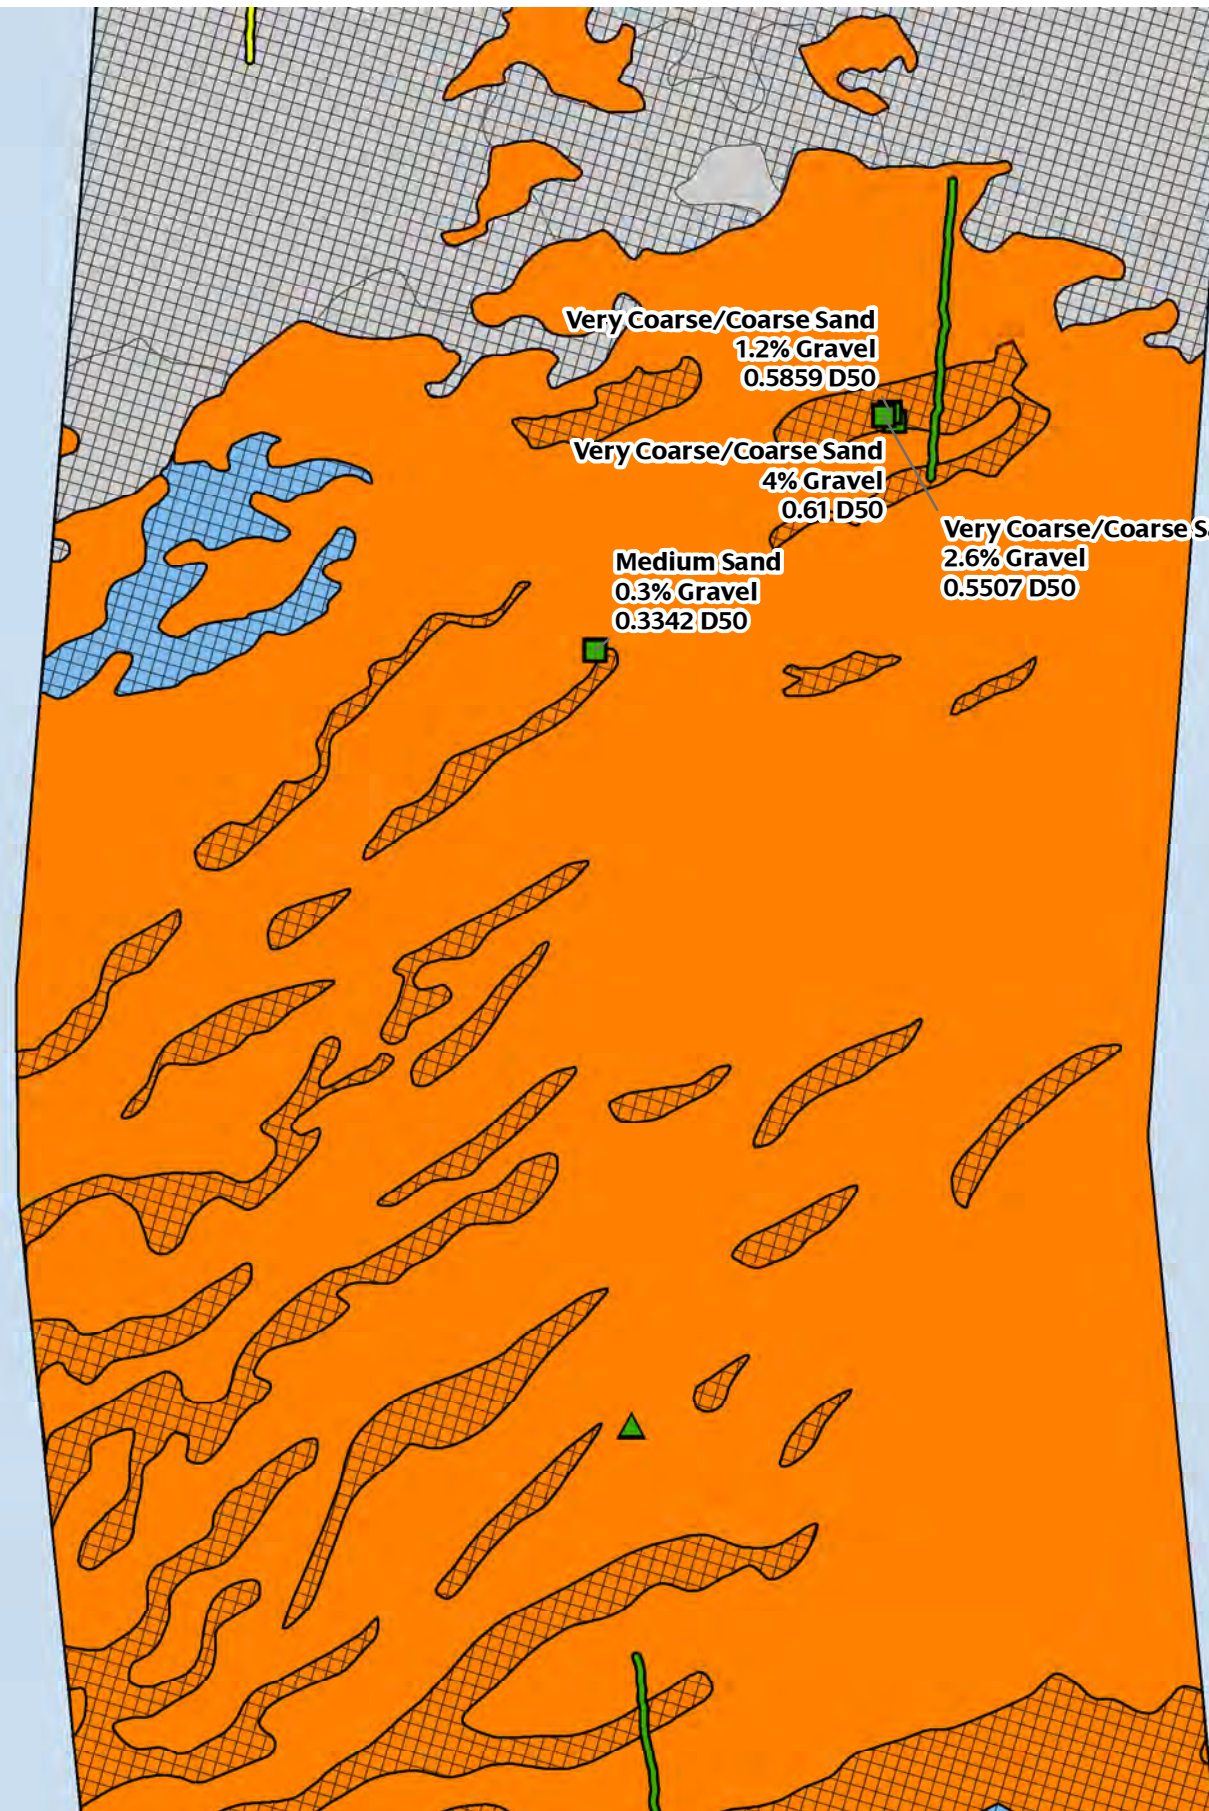 Very Coarse/Coarse Sand
1.2% Gravel
0.5859 D50
Very Coarse/Coarse Sand
4% Gravel
0.61 D50
Very Coarse/Coarse S
2.6% Gravel
0.5507 D50
Medium Sand
0.3% Gravel
0.3342 D50